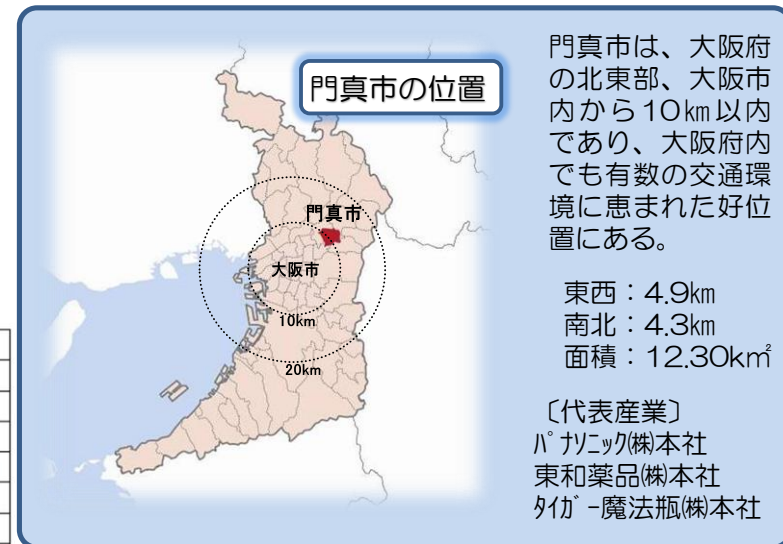 門真市の位置
門真市
大阪市
10km
20km
門真市は、大阪府
の北東部、大阪市
内から10㎞以内
であり、大阪府内
でも有数の交通環
境に恵まれた好位
置にある。
東西：4.9㎞
南北：4.3㎞
面積：12.30㎢
〔代表産業〕
ﾊﾟﾅｿﾆｯｸ㈱本社
東和薬品㈱本社
ﾀｲｶﾞｰ魔法瓶㈱本社